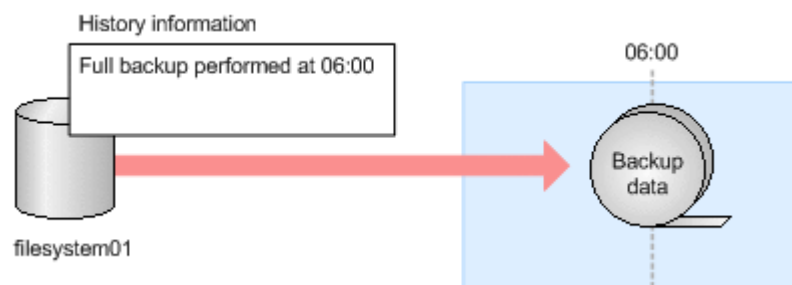 History information
Full backup performed at 06:00
06:00
Backup
data
filesystem01